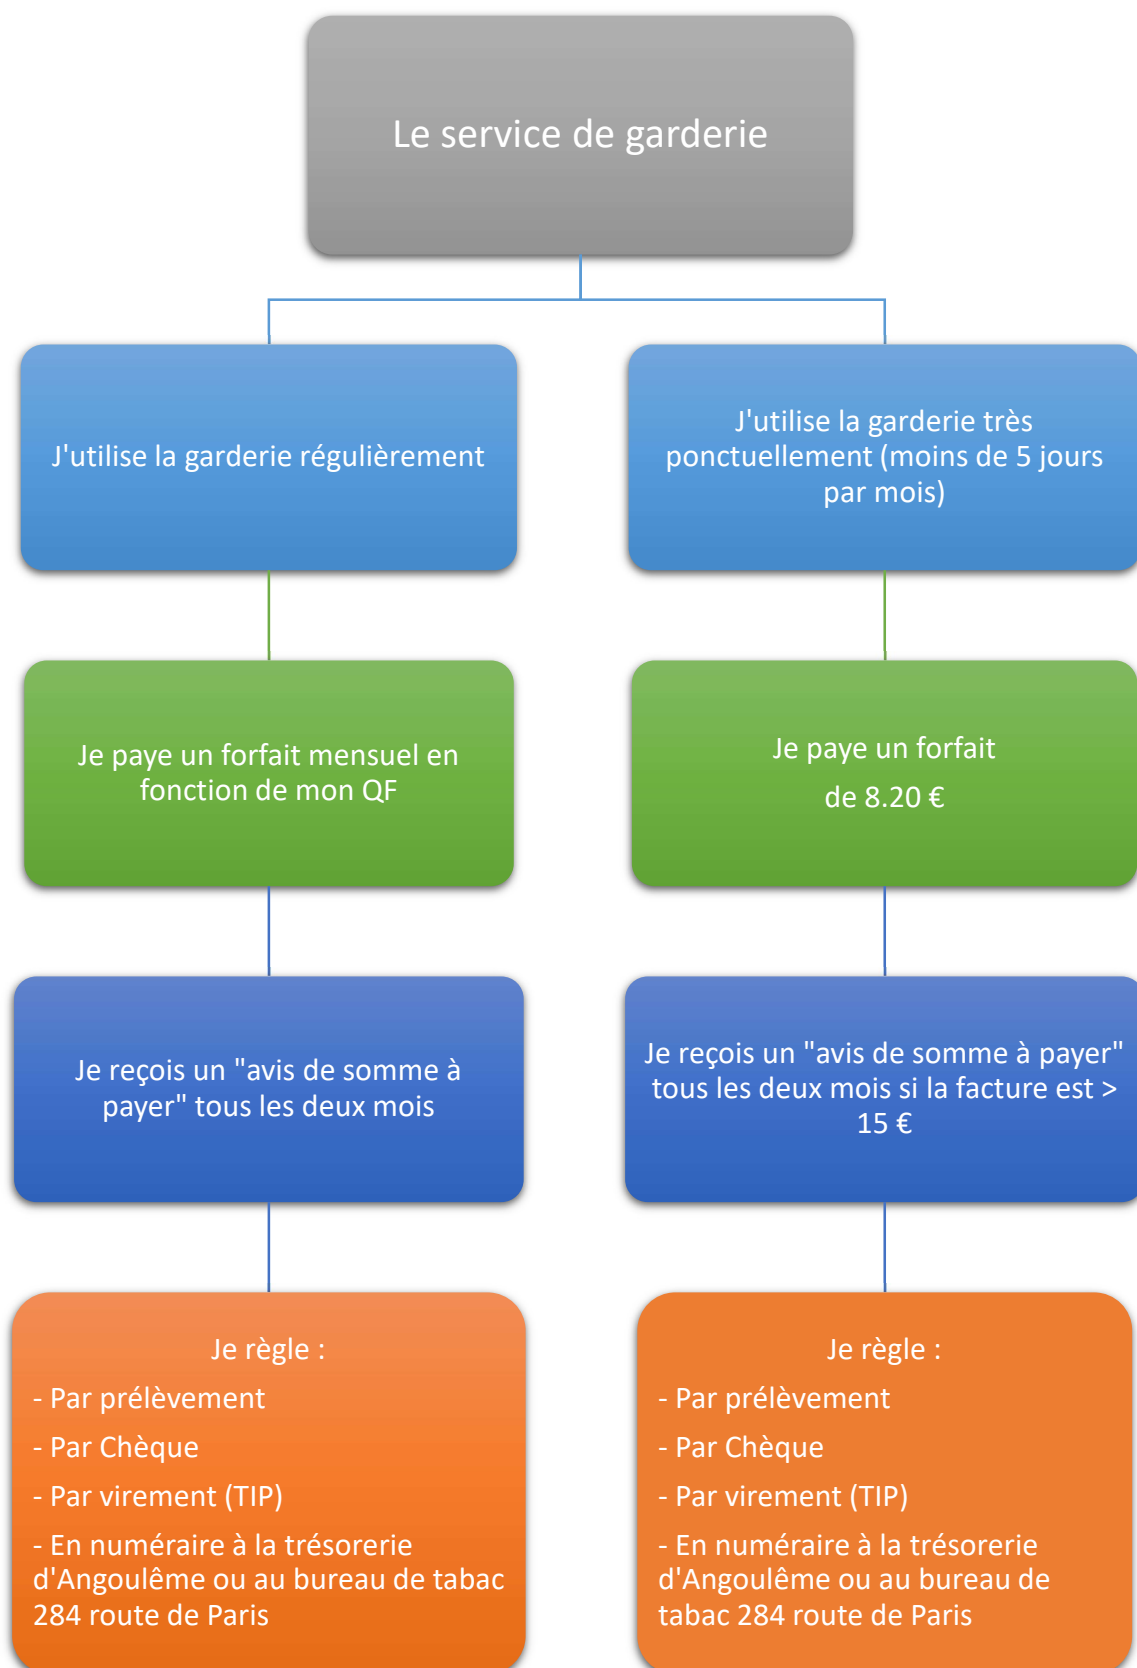 Le service de garderie
J'utilise la garderie régulièrement
J'utilise la garderie très
ponctuellement (moins de 5 jours
par mois)
Je paye un forfait mensuel en
fonction de mon QF
Je paye un forfait
de 8.20 €
Je reçois un "avis de somme à
payer" tous les deux mois
Je reçois un "avis de somme à payer"
tous les deux mois si la facture est >
15 €
Je règle :
- Par prélèvement
- Par Chèque
- Par virement (TIP)
- En numéraire à la trésorerie
d'Angoulême ou au bureau de tabac
284 route de Paris
Je règle :
- Par prélèvement
- Par Chèque
- Par virement (TIP)
- En numéraire à la trésorerie
d'Angoulême ou au bureau de
tabac 284 route de Paris